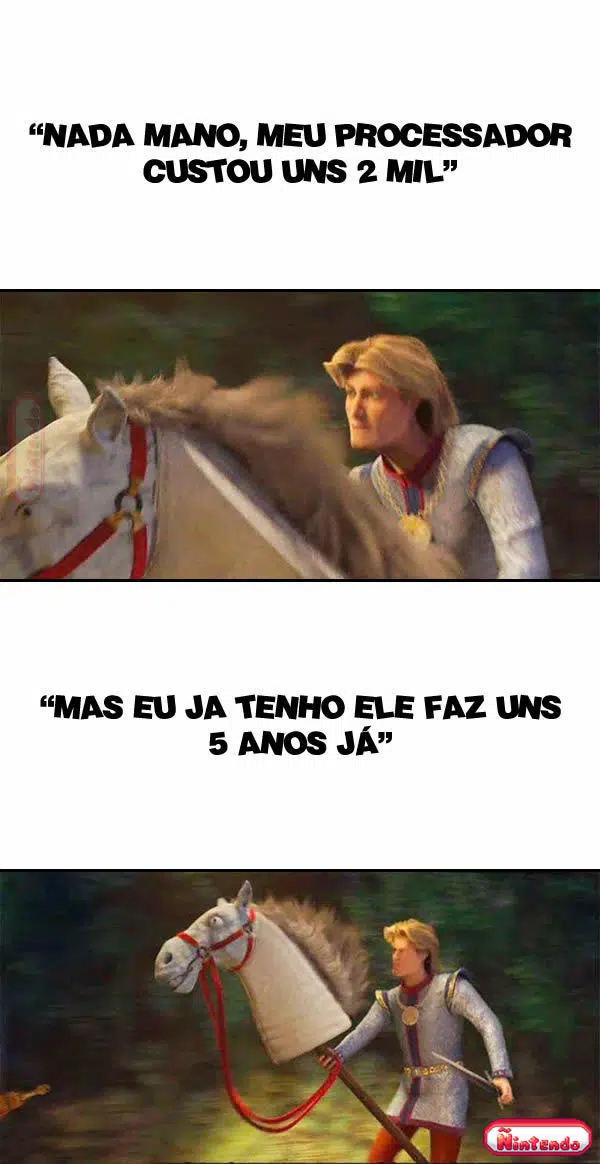 “NADA MANO, MEU PROCESSADOR
CUSTOU UNS 2 MIL”
“MAS EU JA TENHO ELE FAZ UNS
5 ANOS JÁ”
Ñintendo